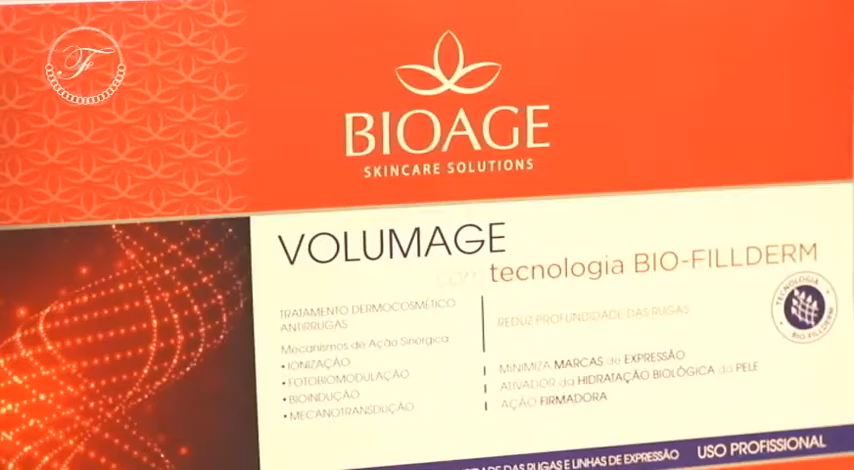 F
BIOAGE
SKINCARE SOLUTIONS
VOLUMAGE
com tecnologia BIO-FILLDERM
TRATAMENTO DERMOCOSMÉTICO
ANTIRRUGAS
Mecanismos de Ação Sinérgica
• IONIZAÇÃO
• FOTOBIOMODULAÇÃO
• BIOINDUÇÃO
• MECANOTRANSDUÇÃO
REDUZ PROFUNDIDADE DAS RUGAS
MINIMIZA MARCAS de EXPRESSÃO
ATIVADOR da HIDRATAÇÃO BIOLÓGICA da PELE
AÇÃO FIRMADORA
TECNOLOGIA
BIO-FILLDERM
DAS RUGAS E LINHAS DE EXPRESSÃO
USO PROFISSIONAL